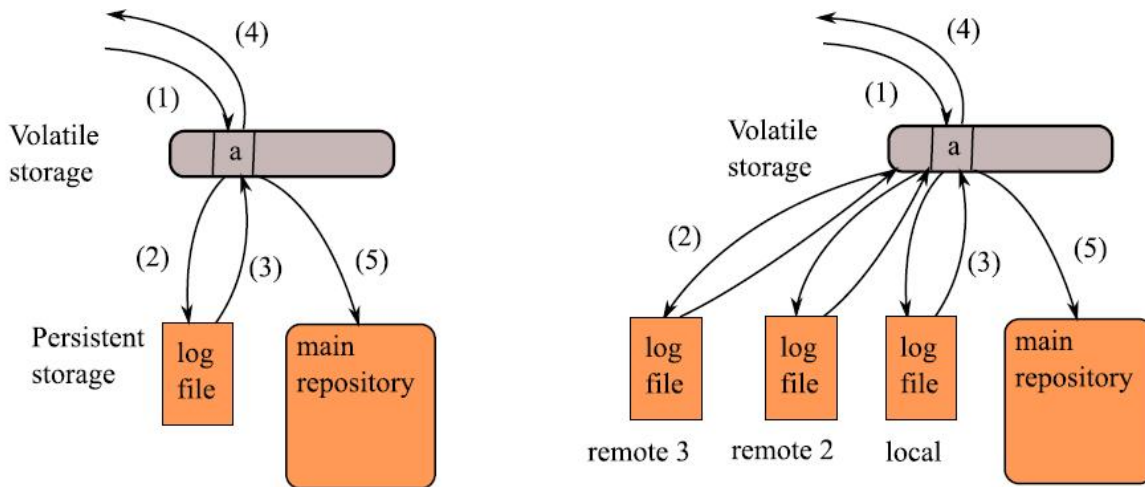 (4)
(1)
Volatile
storage
a
(2)
(3)
(5)
Persistent
storage
log
file
main
repository
(4)
(1)
Volatile
storage
a
(2)
(3)
(5)
log
file
log
file
log
file
main
repository
remote 3
remote 2
local